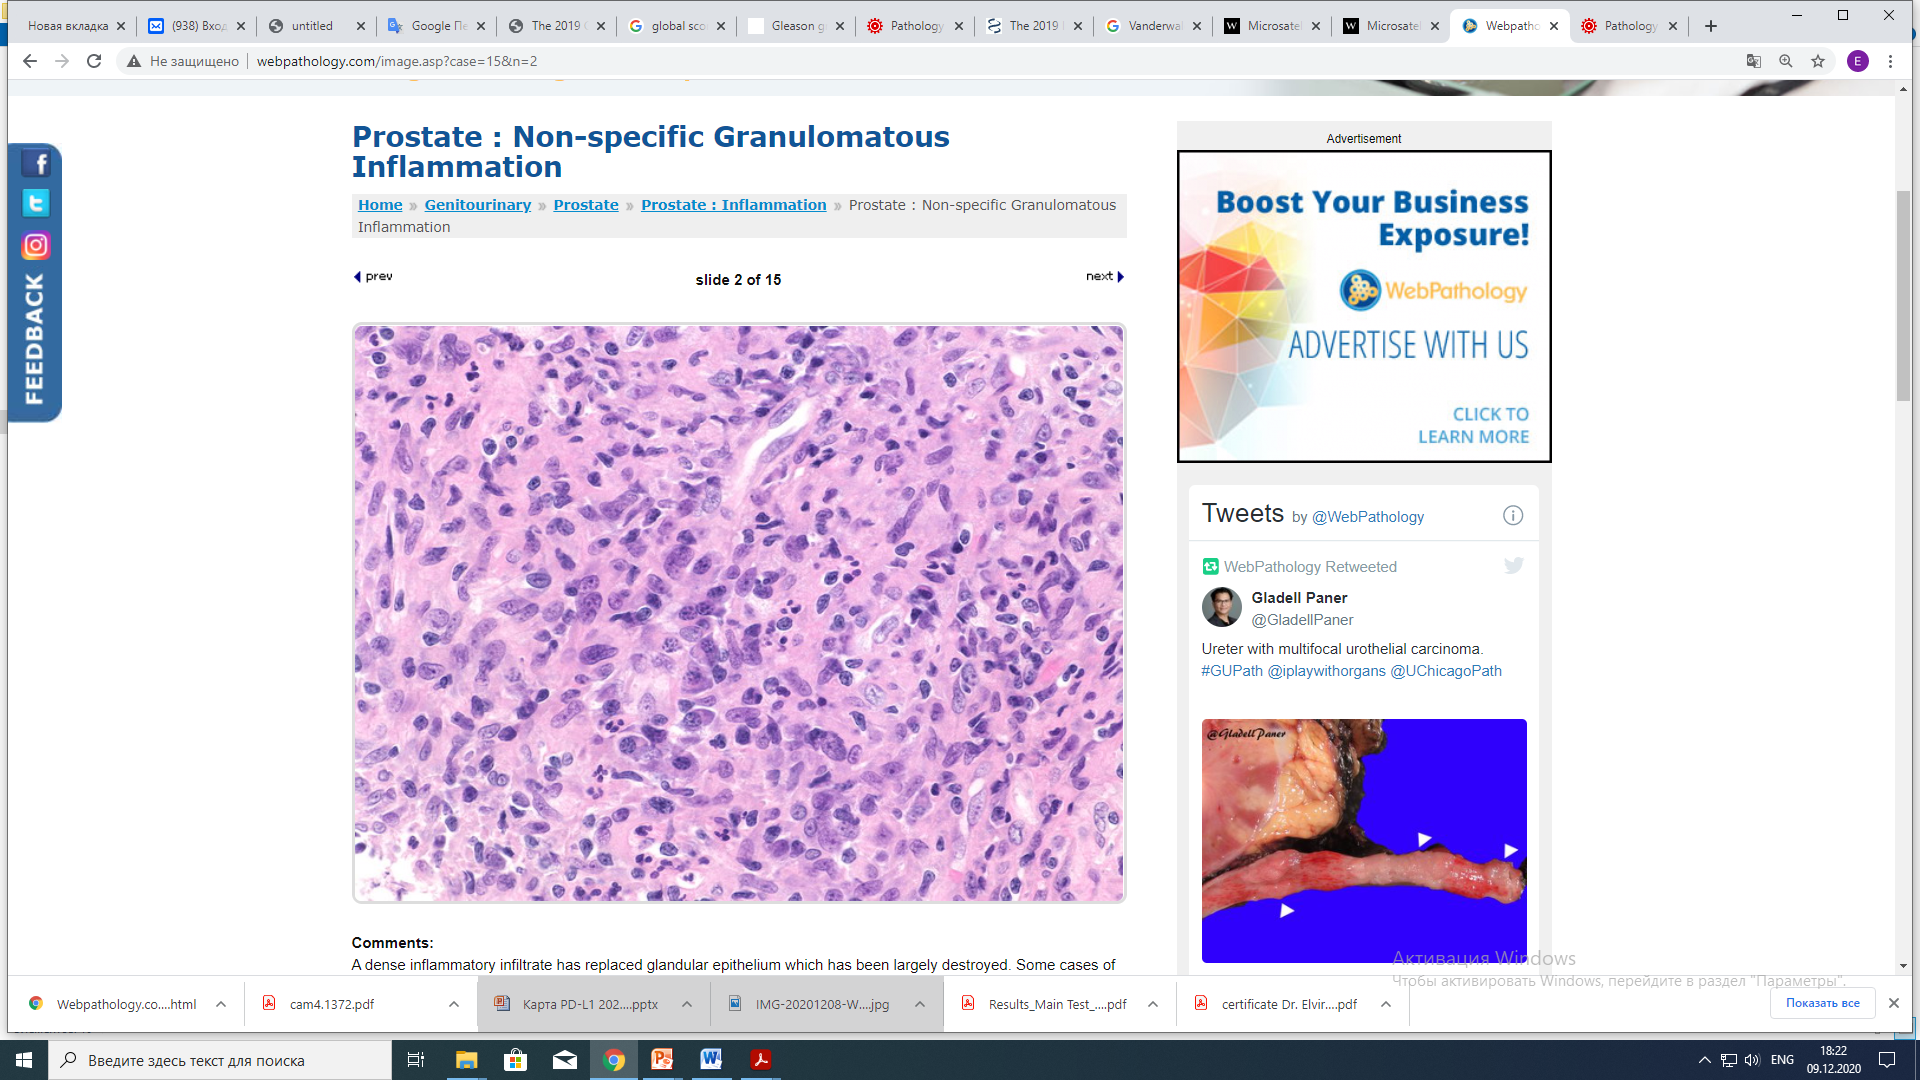 Новая вкладка
(938) Вход
untitled
Google Пе
The 2019
global sco
Gleason g
Pathology
The 2019
Vanderwa
Microsatel
Microsatel
Webpatho
Pathology
Не защищено
webpathology.com/image.asp?case=15&n=2
E
Prostate : Non-specific Granulomatous
Inflammation
Home » Genitourinary » Prostate » Prostate : Inflammation » Prostate : Non-specific Granulomatous
Inflammation
prev
slide 2 of 15
next
FEEDBACK
Comments:
A dense inflammatory infiltrate has replaced glandular epithelium which has been largely destroyed. Some cases of
Advertisement
Boost Your Business
Exposure!
WebPathology
ADVERTISE WITH US
CLICK TO
LEARN MORE
Tweets by @WebPathology
WebPathology Retweeted
Gladell Paner
@GladellPaner
Ureter with multifocal urothelial carcinoma.
#GUPath @iplaywithorgans @UChicagoPath
@GladellPaner
Активация Windows
Чтобы активировать Windows, перейдите в раздел "Параметры".
Webpathology.co....html
cam4.1372.pdf
Карта PD-L1 202....pptx
IMG-20201208-W....jpg
Results_Main Test_....pdf
certificate Dr. Elvir....pdf
Показать все
Введите здесь текст для поиска
ENG
18:22
09.12.2020